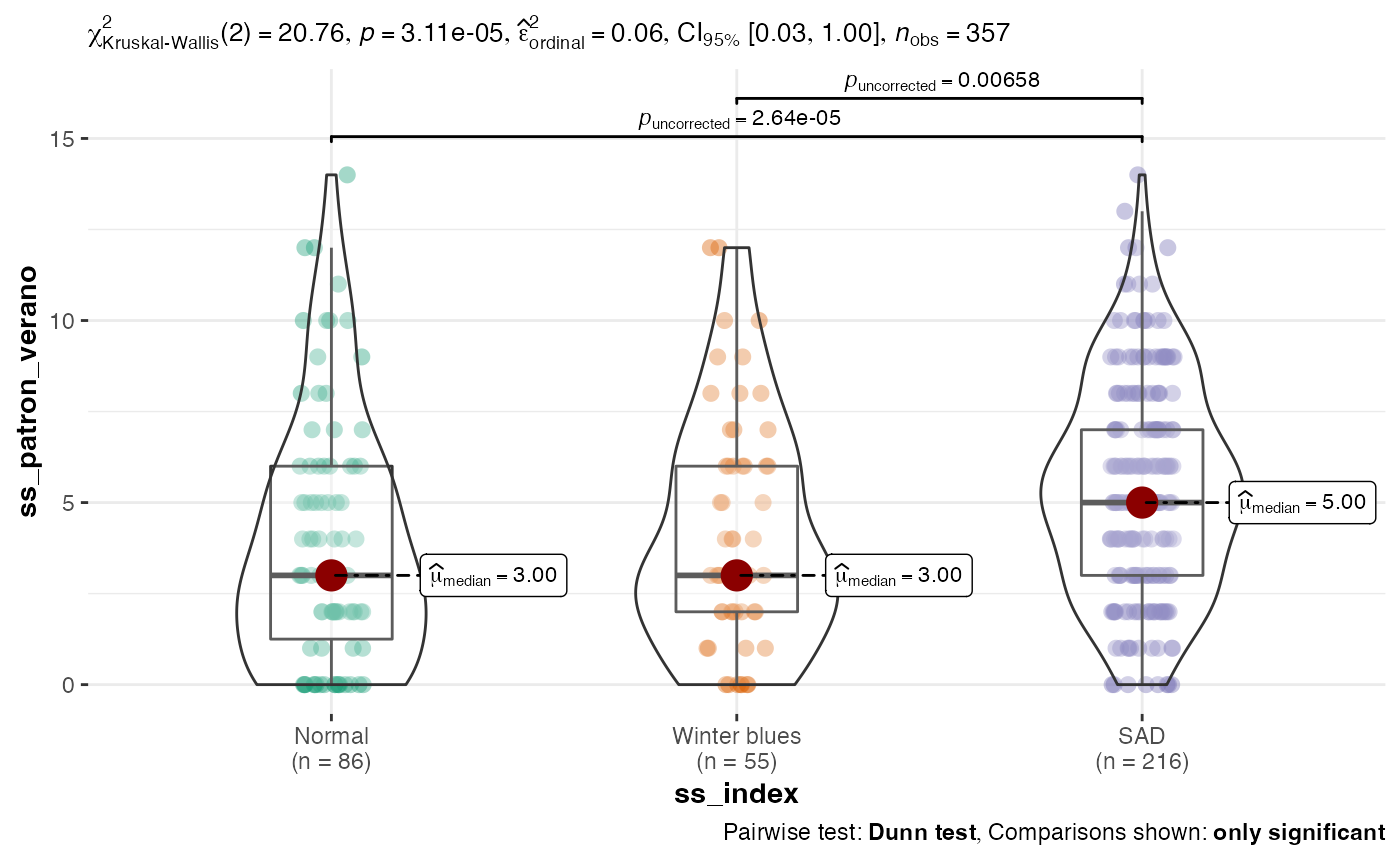 χ²Kruskal-Wallis(2) = 20.76, p = 3.11e-05, ε̂²ordinal = 0.06, CI95% [0.03, 1.00], nobs = 357
puncorrected = 0.00658
puncorrected = 2.64e-05
15
10
5
0
ss_patron_verano
μ̂median = 3.00
μ̂median = 3.00
μ̂median = 5.00
Normal
(n = 86)
Winter blues
(n = 55)
SAD
(n = 216)
ss_index
Pairwise test: Dunn test, Comparisons shown: only significant